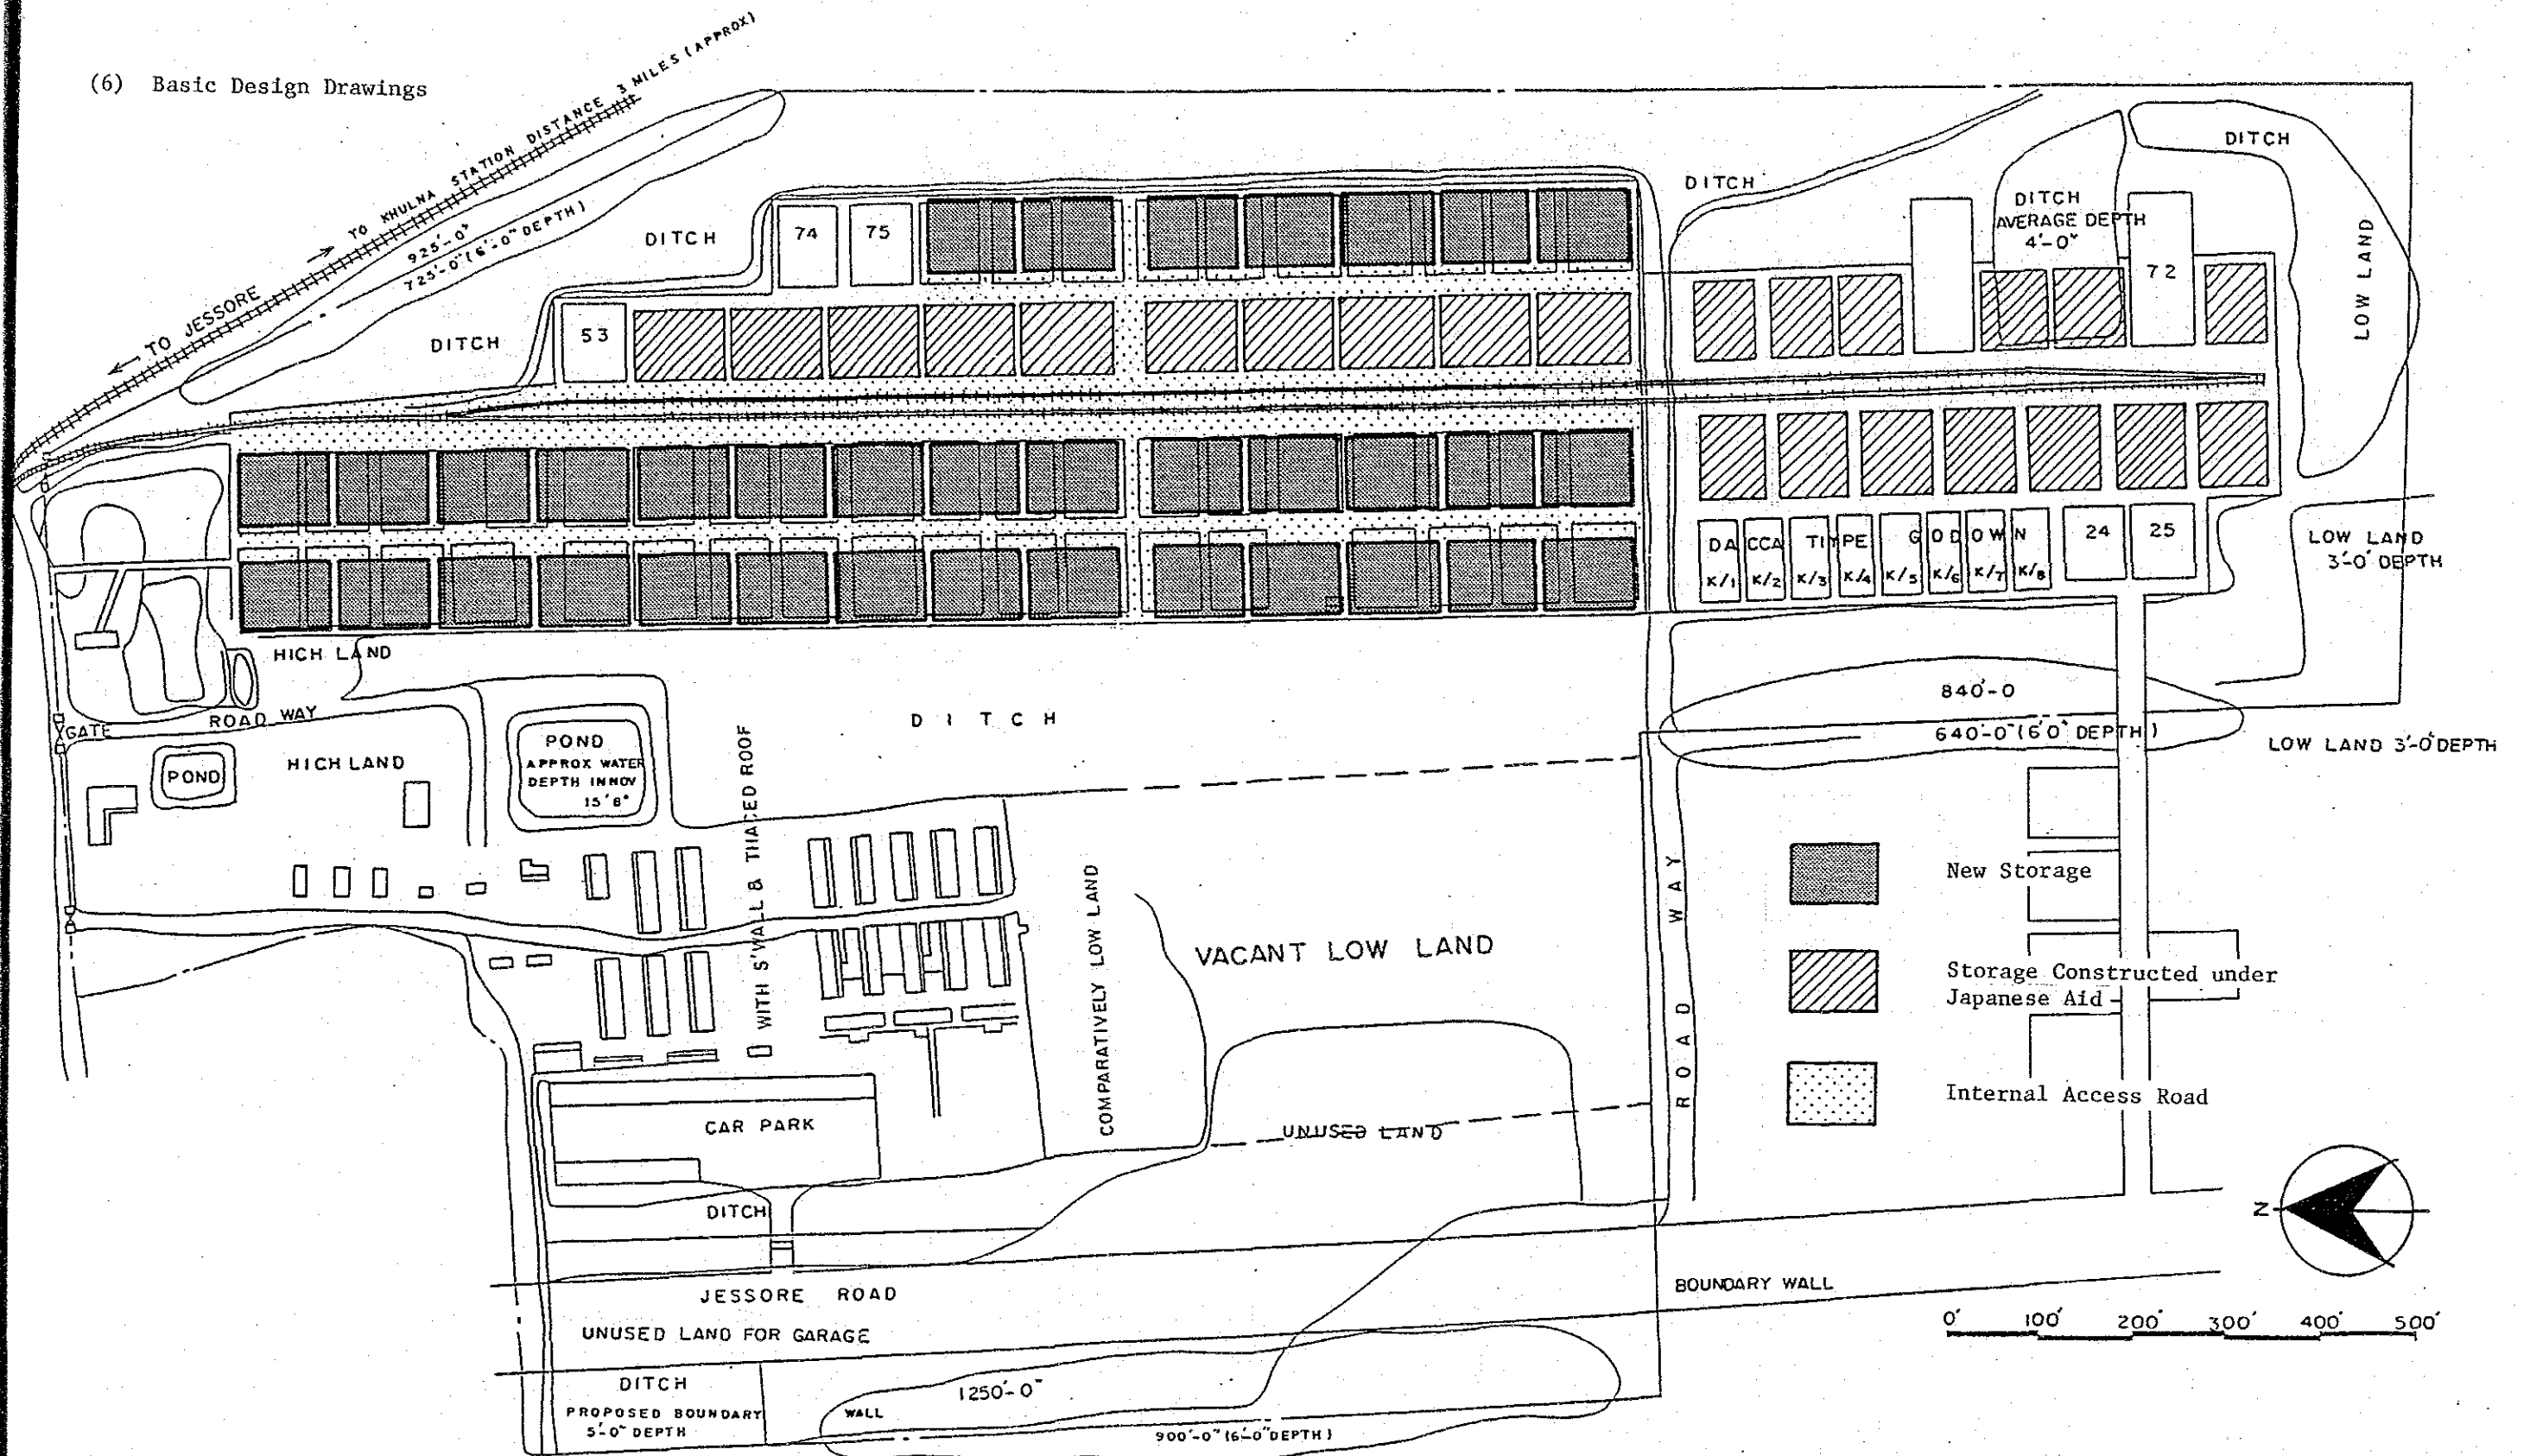 (6) Basic Design Drawings
TO KHULNA STATION DISTANCE 3 MILES (APPROX)
925'-0"
725'-0" (6'-0" DEPTH)
TO JESSORE
DITCH
DITCH
74
75
53
DITCH
DITCH
AVERAGE DEPTH
4'-0"
72
DITCH
LOW LAND
DACCA TYPE GODOWN
K/1 K/2 K/3 K/4 K/5 K/6 K/7 K/8
24
25
LOW LAND
3'-0" DEPTH
HIGH LAND
ROAD WAY
GATE
POND
HIGH LAND
POND
APPROX WATER
DEPTH IN NOV
15'8"
DITCH
840'-0
640'-0" (6'0" DEPTH)
LOW LAND 3'-0" DEPTH
WITH S'WALL & THACED ROOF
COMPARATIVELY LOW LAND
VACANT LOW LAND
ROAD WAY
New Storage
Storage Constructed under
Japanese Aid
Internal Access Road
CAR PARK
UNUSED LAND
DITCH
N
JESSORE ROAD
BOUNDARY WALL
0' 100' 200' 300' 400' 500'
UNUSED LAND FOR GARAGE
DITCH
PROPOSED BOUNDARY WALL
5'-0" DEPTH
1250'-0"
900'-0" (6'-0" DEPTH)